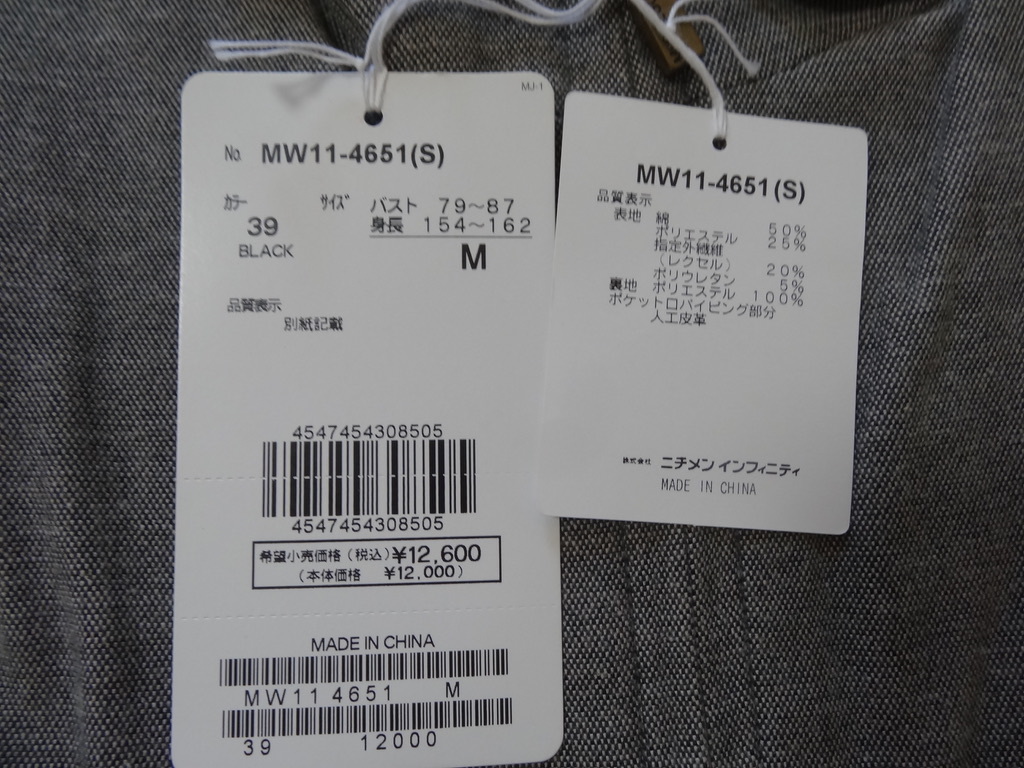 MJ-1
No. MW11-4651(S)
カラー サイズ バスト 79～87
39 身長 154～162
BLACK M
品質表示
別紙記載
4547454308505
4547454308505
希望小売価格(税込)¥12,600
(本体価格 ¥12,000)
MADE IN CHINA
MW11 4651 M
39 12000
MW11-4651(S)
品質表示
表地 綿 50%
ポリエステル 25%
指定外繊維
(レクセル) 20%
ポリウレタン 5%
裏地 ポリエステル 100%
ポケット口パイピング部分
人工皮革
株式会社 ニチメン インフィニティ
MADE IN CHINA